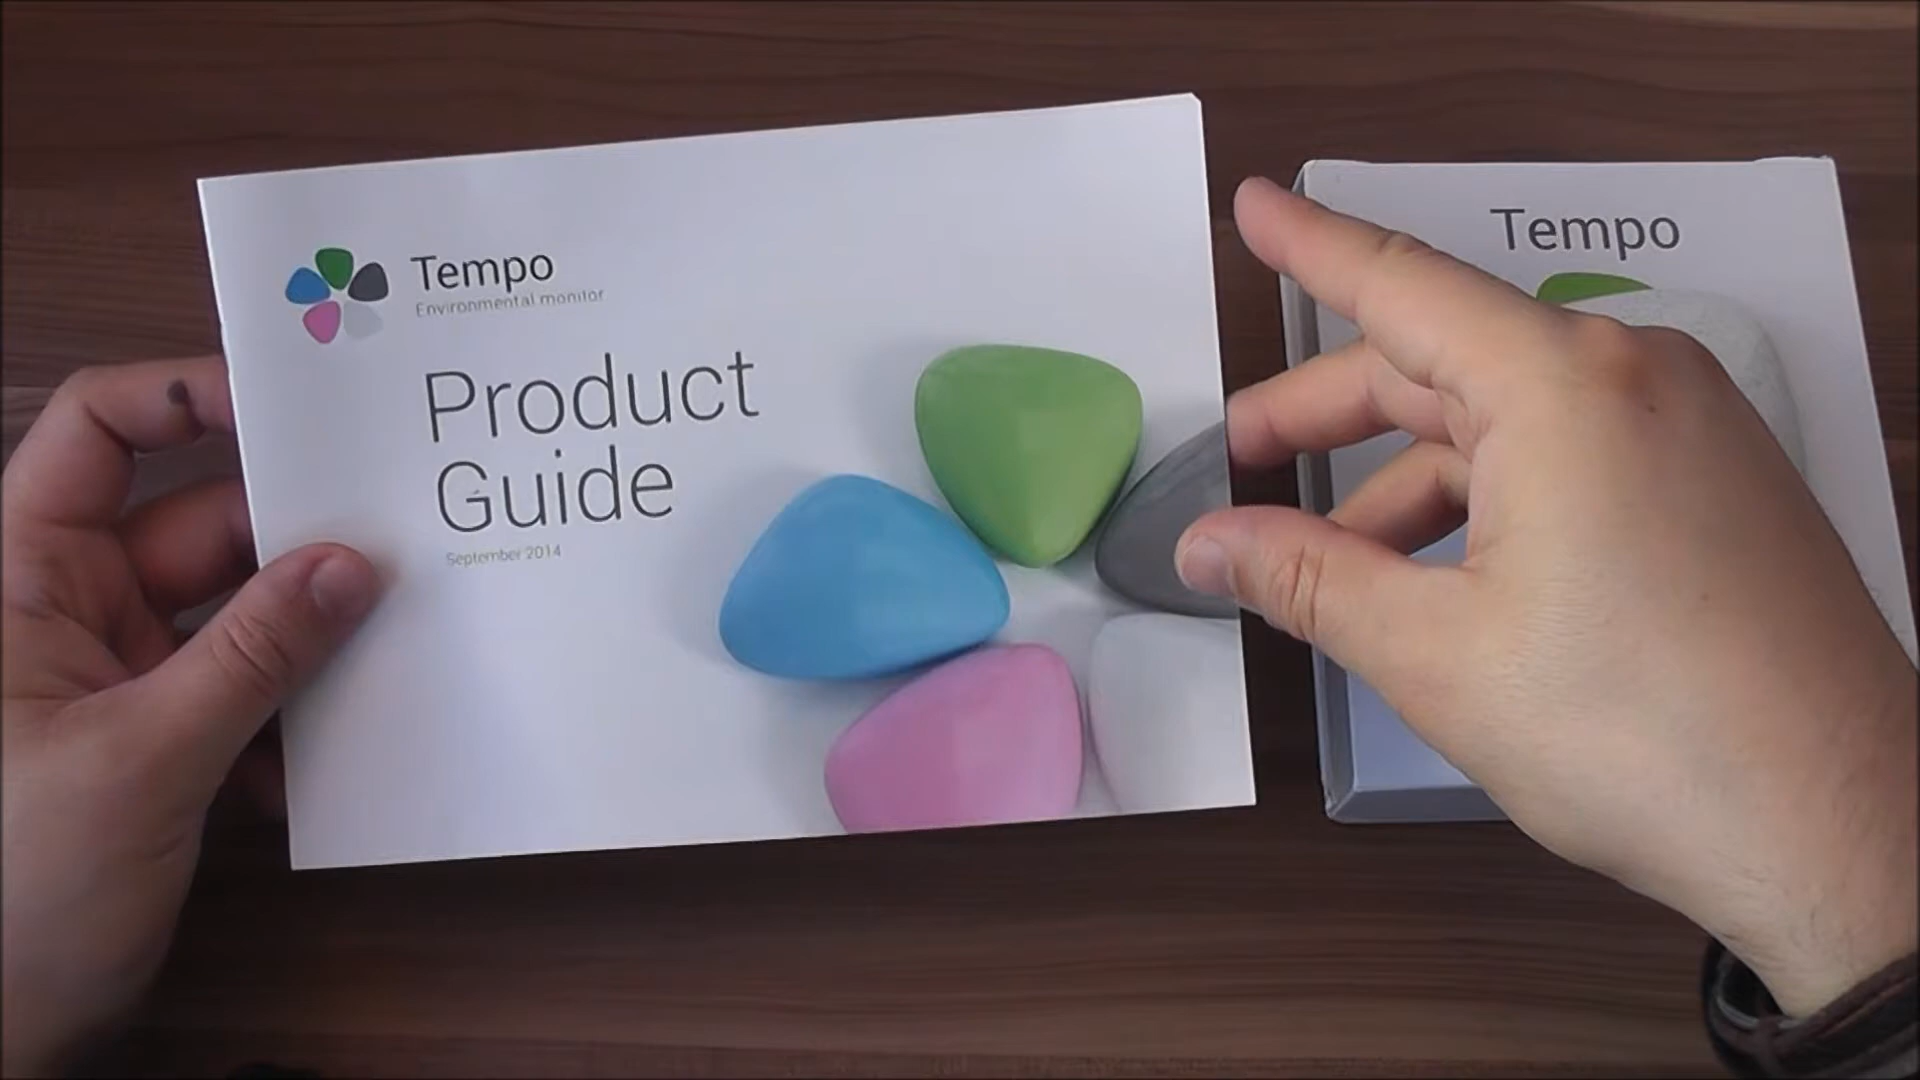 Tempo
Environmental monitor
Product
Guide
September 2014
Tempo